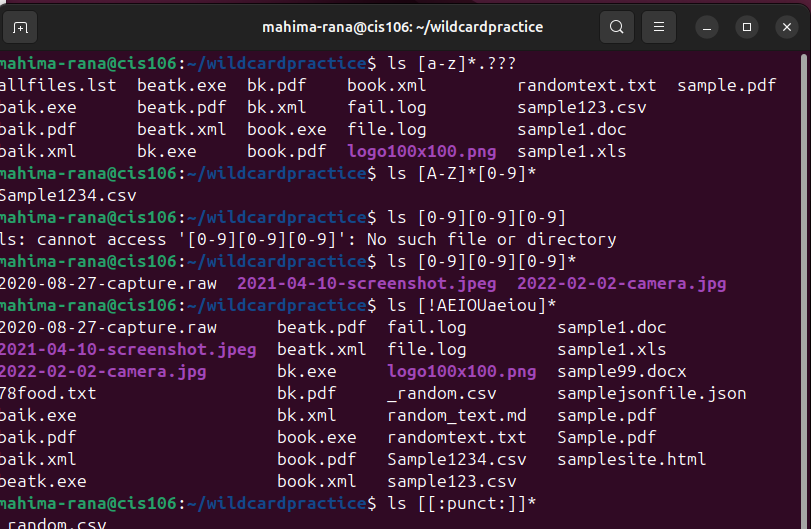 mahima-rana@cis106: ~/wildcardpractice
mahima-rana@cis106:~/wildcardpractice$ ls [a-z]*.???
allfiles.lst beatk.exe bk.pdf book.xml randomtext.txt sample.pdf
baik.exe beatk.pdf bk.xml fail.log sample123.csv
baik.pdf beatk.xml book.exe file.log sample1.doc
baik.xml bk.exe book.pdf logo100x100.png sample1.xls
mahima-rana@cis106:~/wildcardpractice$ ls [A-Z]*[0-9]*
Sample1234.csv
mahima-rana@cis106:~/wildcardpractice$ ls [0-9][0-9][0-9]
ls: cannot access '[0-9][0-9][0-9]': No such file or directory
mahima-rana@cis106:~/wildcardpractice$ ls [0-9][0-9][0-9]*
2020-08-27-capture.raw 2021-04-10-screenshot.jpeg 2022-02-02-camera.jpg
mahima-rana@cis106:~/wildcardpractice$ ls [!AEIOUaeiou]*
2020-08-27-capture.raw beatk.pdf fail.log sample1.doc
2021-04-10-screenshot.jpeg beatk.xml file.log sample1.xls
2022-02-02-camera.jpg bk.exe logo100x100.png sample99.docx
78food.txt bk.pdf _random.csv samplejsonfile.json
baik.exe bk.xml random_text.md sample.pdf
baik.pdf book.exe randomtext.txt Sample.pdf
baik.xml book.pdf Sample1234.csv samplesite.html
beatk.exe book.xml sample123.csv
mahima-rana@cis106:~/wildcardpractice$ ls [[:punct:]]*
_random.csv